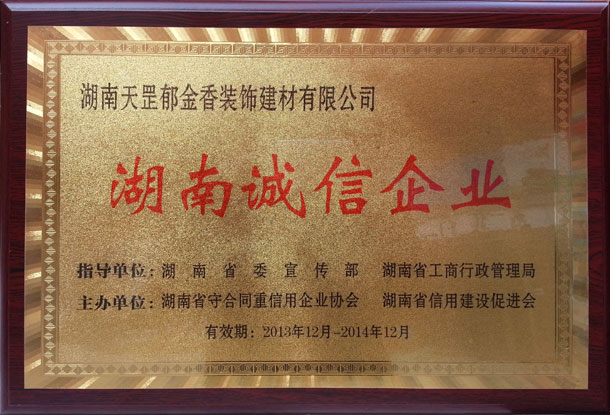 湖南天罡郁金香装饰建材有限公司
湖南诚信企业
指导单位：湖南省委宣传部　湖南省工商行政管理局
主办单位：湖南省守合同重信用企业协会　湖南省信用建设促进会
有效期：2013年12月-2014年12月